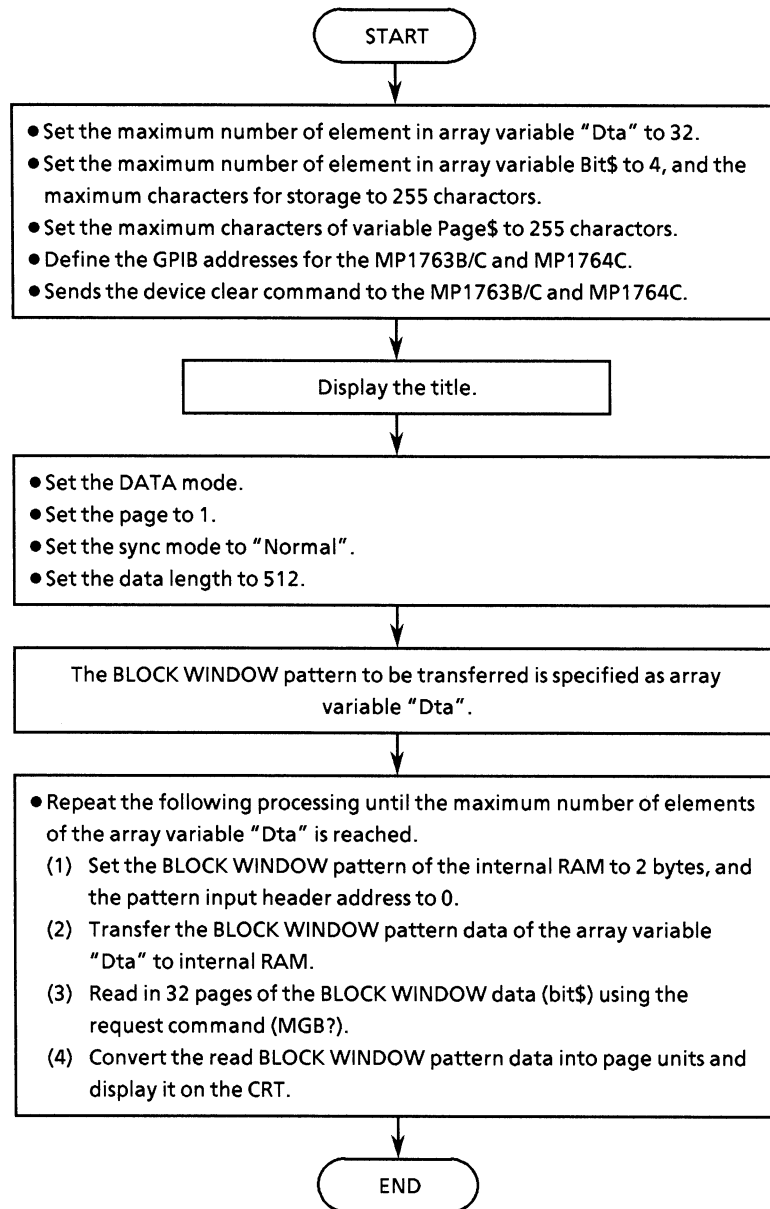 START
● Set the maximum number of element in array variable "Dta" to 32.
● Set the maximum number of element in array variable Bit$ to 4, and the
maximum characters for storage to 255 charactors.
● Set the maximum characters of variable Page$ to 255 charactors.
● Define the GPIB addresses for the MP1763B/C and MP1764C.
● Sends the device clear command to the MP1763B/C and MP1764C.
Display the title.
● Set the DATA mode.
● Set the page to 1.
● Set the sync mode to "Normal".
● Set the data length to 512.
The BLOCK WINDOW pattern to be transferred is specified as array
variable "Dta".
● Repeat the following processing until the maximum number of elements
of the array variable "Dta" is reached.
(1) Set the BLOCK WINDOW pattern of the internal RAM to 2 bytes, and
the pattern input header address to 0.
(2) Transfer the BLOCK WINDOW pattern data of the array variable
"Dta" to internal RAM.
(3) Read in 32 pages of the BLOCK WINDOW data (bit$) using the
request command (MGB?).
(4) Convert the read BLOCK WINDOW pattern data into page units and
display it on the CRT.
END